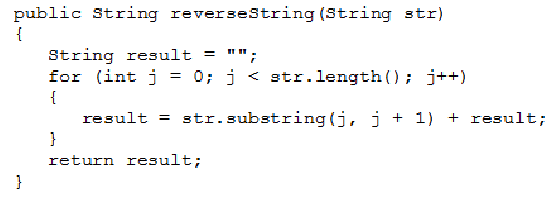 public String reverseString(String str)
{
String result = "";
for (int j = 0; j < str.length(); j++)
{
result = str.substring(j, j + 1) + result;
}
return result;
}